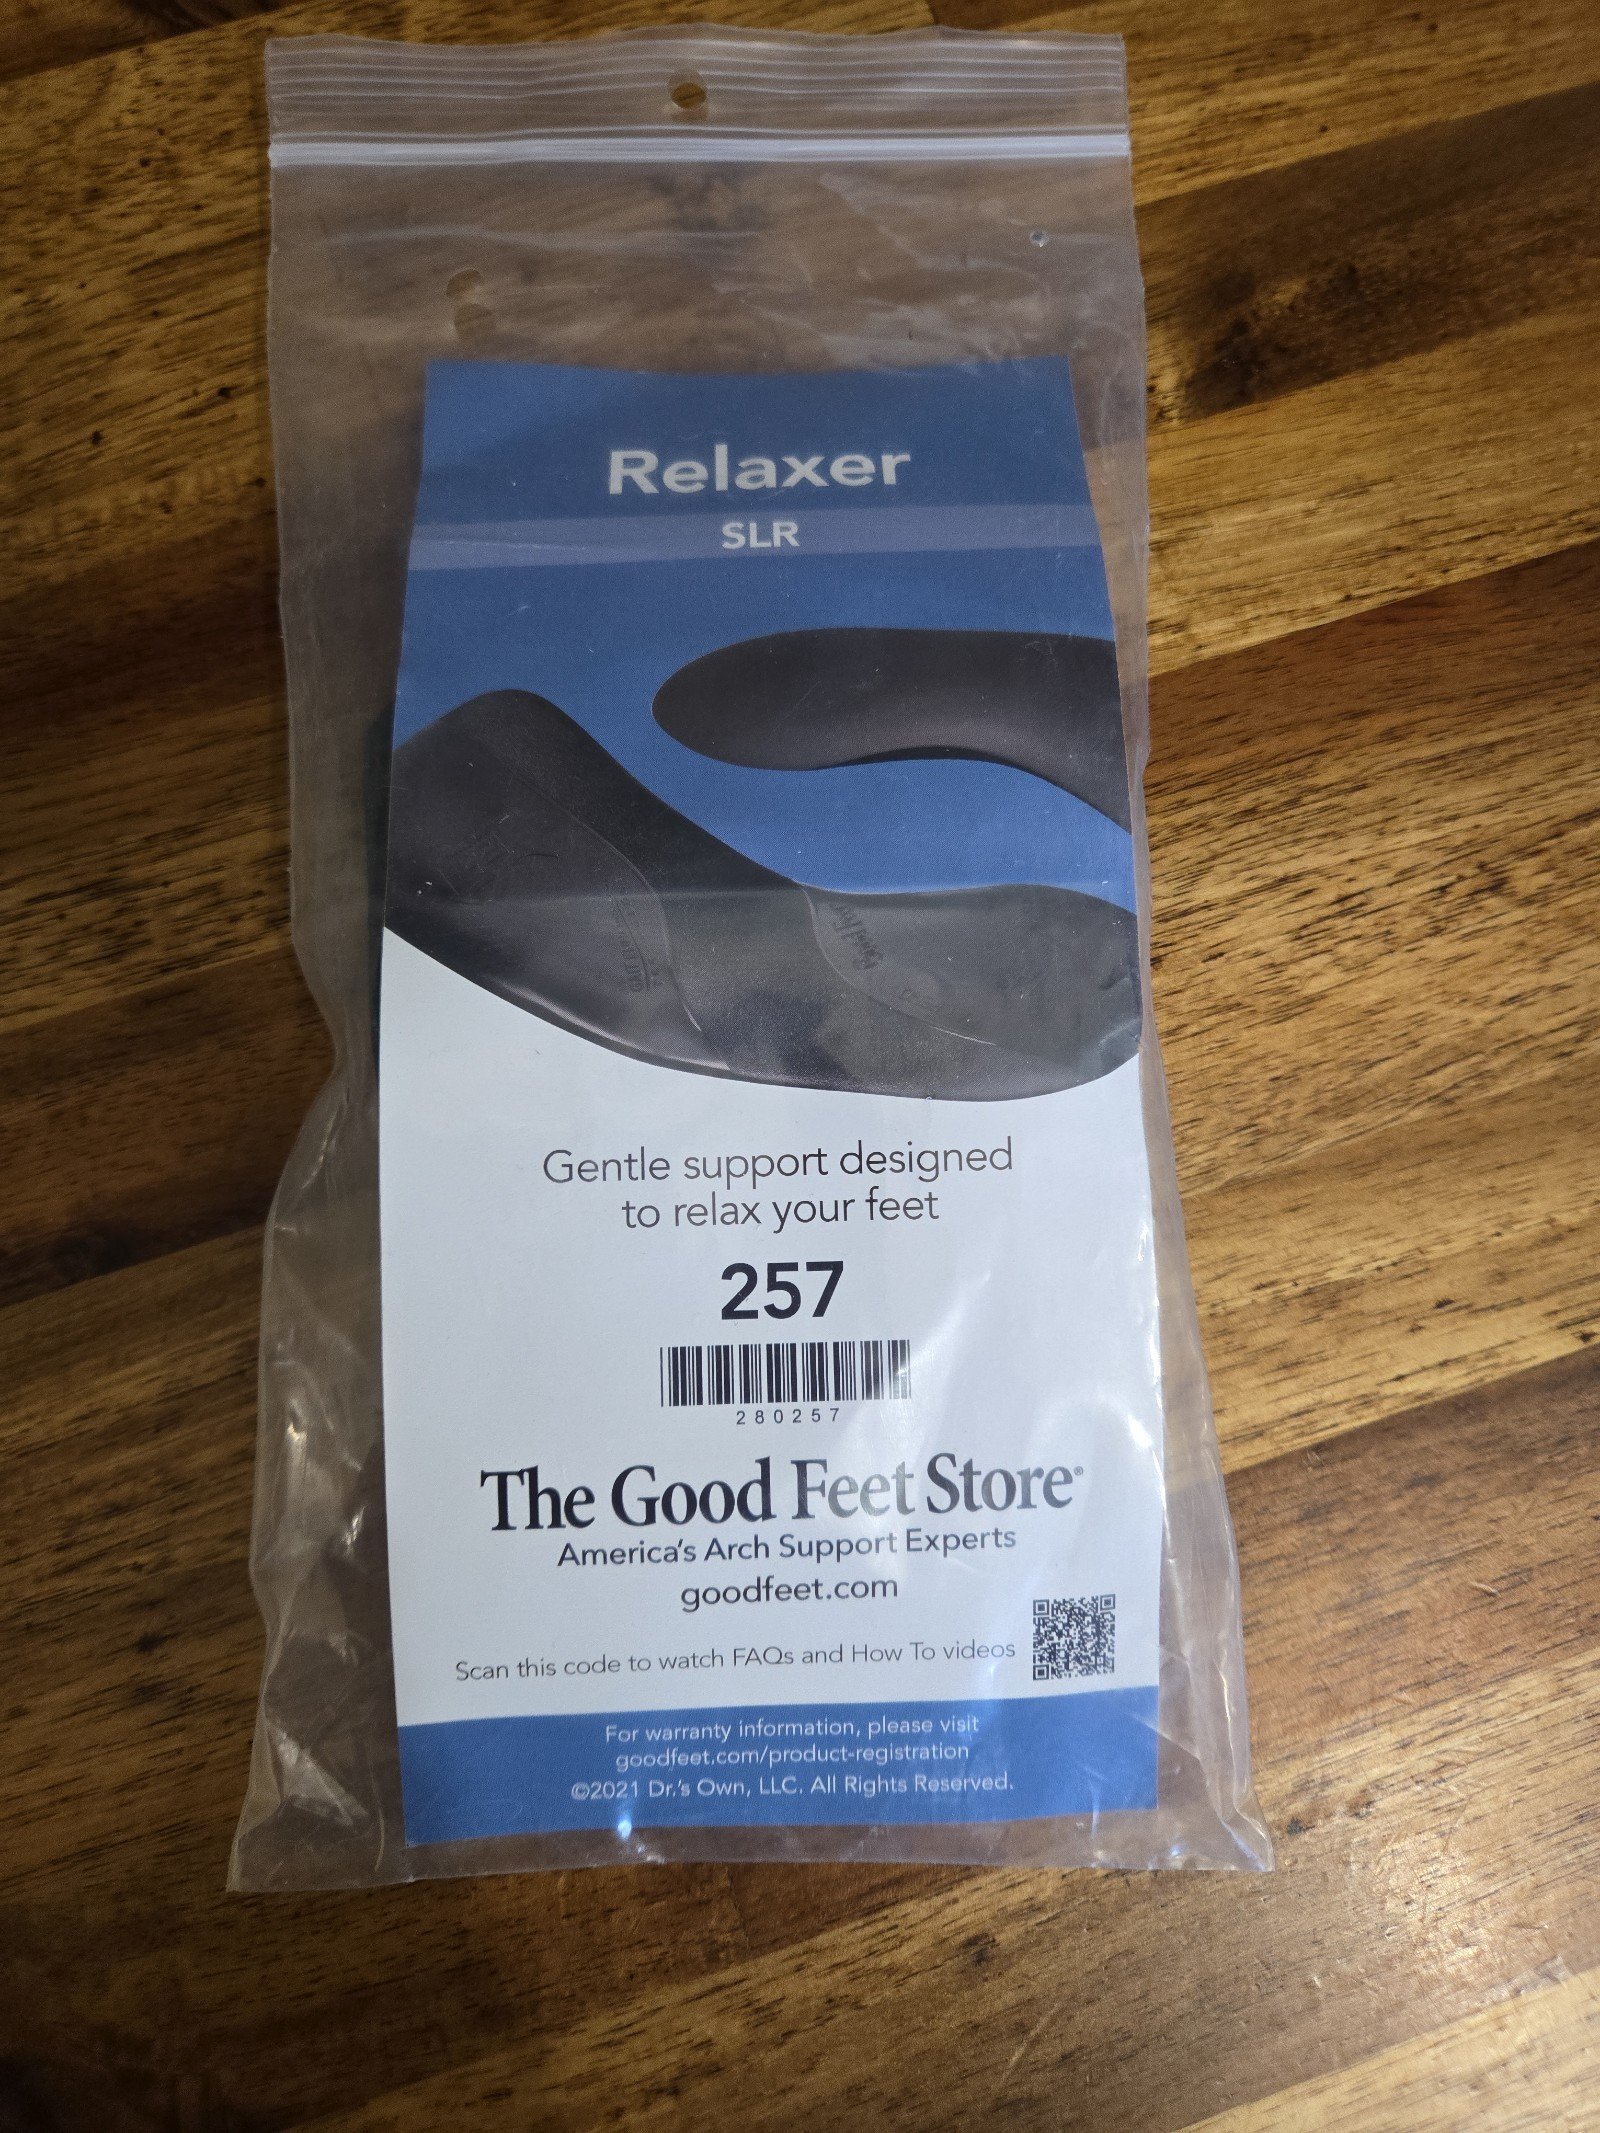 Relaxer
SLR
Gentle support designed
to relax your feet
257
280257
The Good Feet Store®
America's Arch Support Experts
goodfeet.com
Scan this code to watch FAQs and How To videos
For warranty information, please visit
goodfeet.com/product-registration
©2021 Dr.'s Own, LLC. All Rights Reserved.